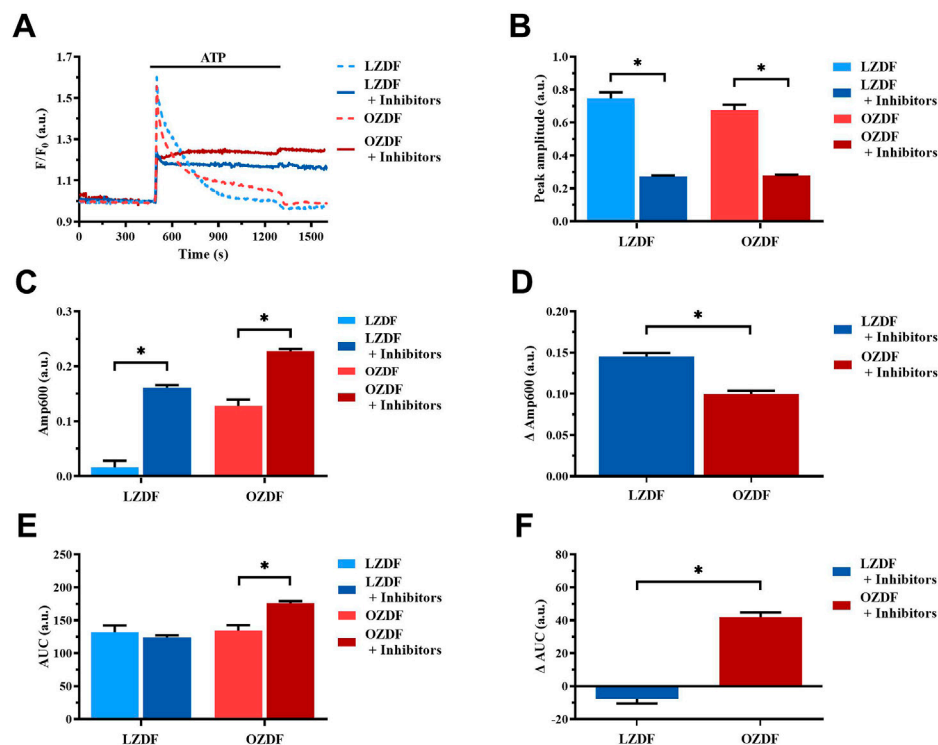 A
1.7
1.5
1.3
1.1
0.9
F/F0 (a.u.)
ATP
0
300
600
900
1200
1500
Time (s)
LZDF
LZDF
+ Inhibitors
OZDF
OZDF
+ Inhibitors
B
1.0
0.8
0.6
0.4
0.2
0.0
Peak amplitude (a.u.)
*
*
LZDF
OZDF
LZDF
LZDF
+ Inhibitors
OZDF
OZDF
+ Inhibitors
C
0.3
0.2
0.1
0.0
Amp600 (a.u.)
*
*
LZDF
OZDF
LZDF
LZDF
+ Inhibitors
OZDF
OZDF
+ Inhibitors
D
0.20
0.15
0.10
0.05
0.00
Δ Amp600 (a.u.)
*
LZDF
OZDF
LZDF
+ Inhibitors
OZDF
+ Inhibitors
E
250
200
150
100
50
0
AUC (a.u.)
*
LZDF
OZDF
LZDF
LZDF
+ Inhibitors
OZDF
OZDF
+ Inhibitors
F
80
60
40
20
0
-20
Δ AUC (a.u.)
*
LZDF
OZDF
LZDF
+ Inhibitors
OZDF
+ Inhibitors